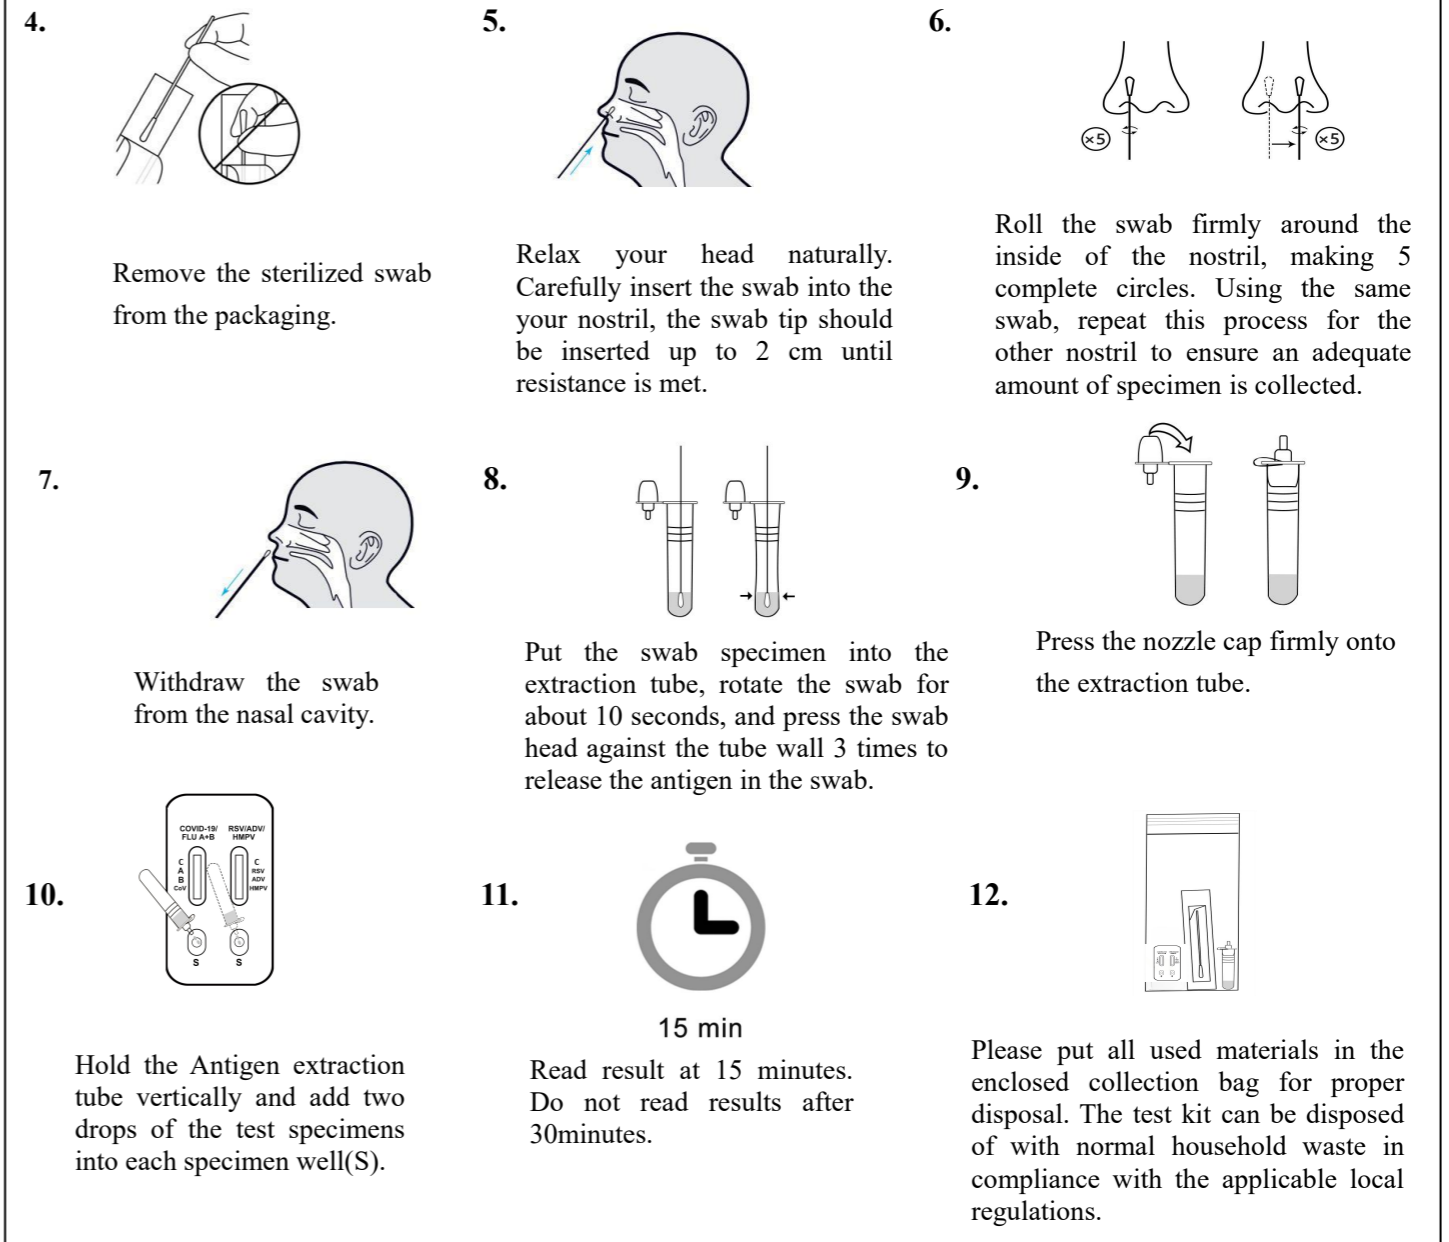 4.
Remove the sterilized swab
from the packaging.
5.
Relax your head naturally.
Carefully insert the swab into the
your nostril, the swab tip should
be inserted up to 2 cm until
resistance is met.
6.
×5
×5
Roll the swab firmly around the
inside of the nostril, making 5
complete circles. Using the same
swab, repeat this process for the
other nostril to ensure an adequate
amount of specimen is collected.
7.
Withdraw the swab
from the nasal cavity.
8.
Put the swab specimen into the
extraction tube, rotate the swab for
about 10 seconds, and press the swab
head against the tube wall 3 times to
release the antigen in the swab.
9.
Press the nozzle cap firmly onto
the extraction tube.
10.
COVID-19/
FLU A+B
RSV/ADV/
HMPV
C
A
B
CoV
C
RSV
ADV
HMPV
S
S
Hold the Antigen extraction
tube vertically and add two
drops of the test specimens
into each specimen well(S).
11.
15 min
Read result at 15 minutes.
Do not read results after
30minutes.
12.
Please put all used materials in the
enclosed collection bag for proper
disposal. The test kit can be disposed
of with normal household waste in
compliance with the applicable local
regulations.